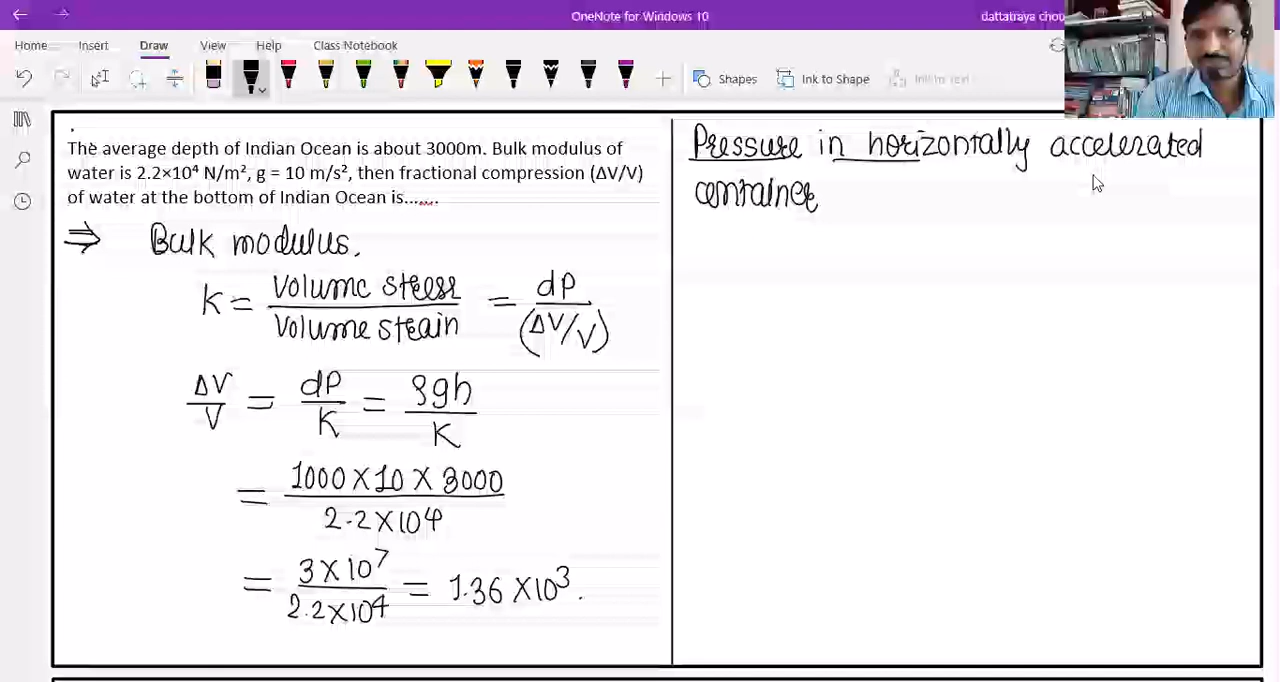 OneNote for Windows 10
dattatraya chou
Home Insert Draw View Help Class Notebook
Shapes Ink to Shape Ink to Text
The average depth of Indian Ocean is about 3000m. Bulk modulus of
water is 2.2×10⁴ N/m², g = 10 m/s², then fractional compression (ΔV/V)
of water at the bottom of Indian Ocean is.......
⇒ Bulk modulus.
K = Volume stress / Volume strain = dP / (ΔV/V)
ΔV/V = dP/K = ρgh/K
= 1000 × 10 × 3000 / 2.2 × 10⁴
= 3 × 10⁷ / 2.2 × 10⁴ = 1.36 × 10³.
Pressure in horizontally accelerated
container